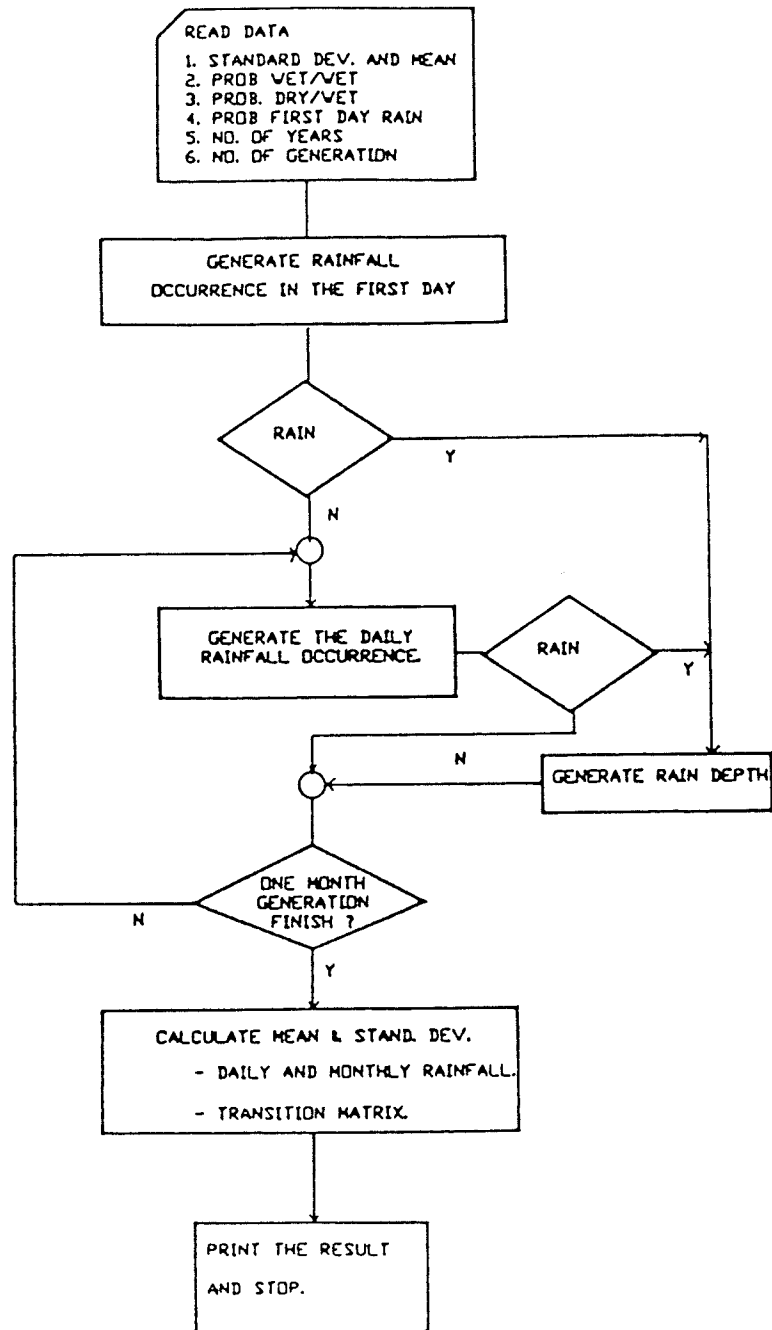 READ DATA
1. STANDARD DEV. AND MEAN
2. PROB WET/WET
3. PROB. DRY/WET
4. PROB FIRST DAY RAIN
5. NO. OF YEARS
6. NO. OF GENERATION
GENERATE RAINFALL
OCCURRENCE IN THE FIRST DAY
RAIN
Y
N
GENERATE THE DAILY
RAINFALL OCCURRENCE.
RAIN
Y
N
GENERATE RAIN DEPTH
ONE MONTH
GENERATION
FINISH ?
N
Y
CALCULATE MEAN & STAND. DEV.
- DAILY AND MONTHLY RAINFALL.
- TRANSITION MATRIX.
PRINT THE RESULT
AND STOP.